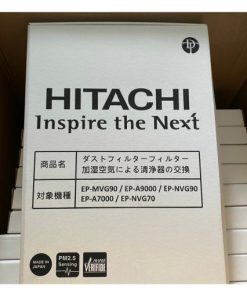 HITACHI
Inspire the Next
商品名
ダストフィルターフィルター
加湿空気による清浄器の交換
対象機種
EP-MVG90 / EP-A9000 / EP-NVG90
EP-A7000 / EP-NVG70
MADE IN
JAPAN
PM2.5
Sensing
VERIFIDE